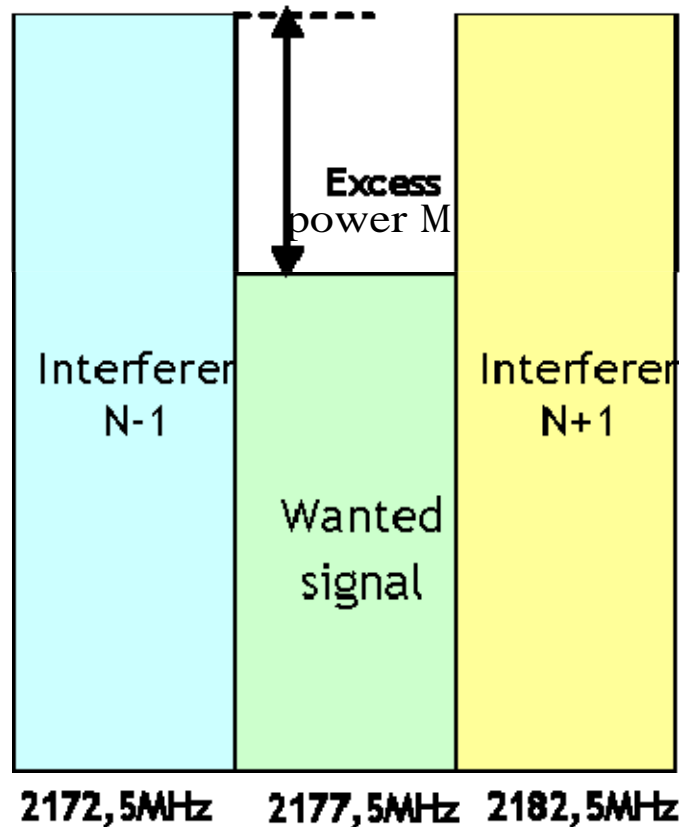 Excess
power M
Interferer
N-1
Interferer
N+1
Wanted
signal
2172,5MHz 2177,5MHz 2182,5MHz